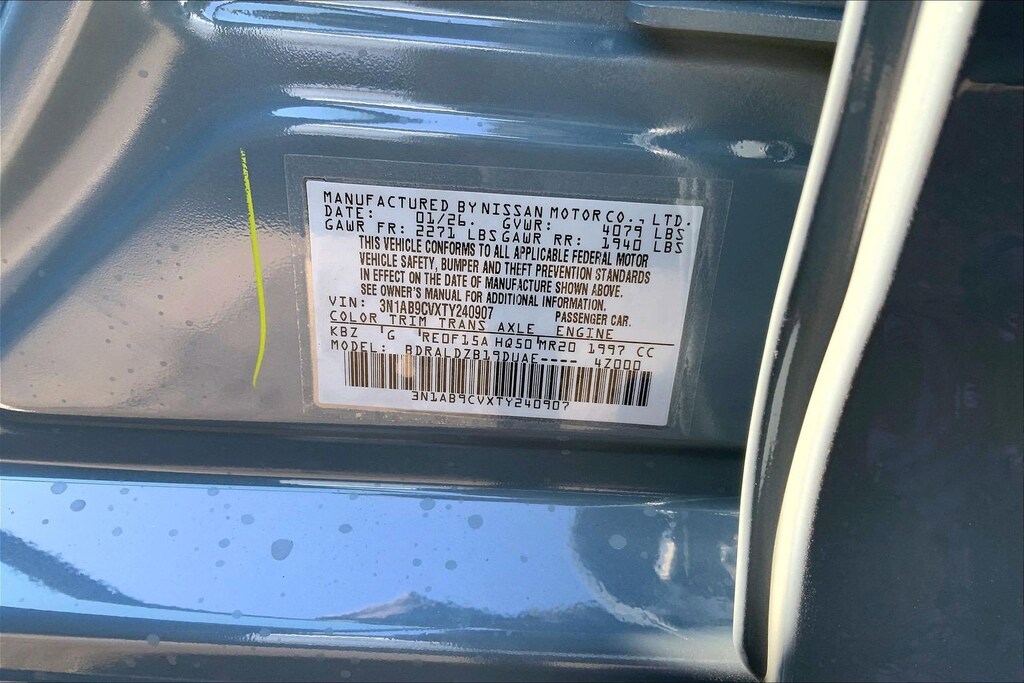 MANUFACTURED BY NISSAN MOTOR CO., LTD.
DATE: 01/26. GVWR: 4079 LBS
GAWR FR: 2271 LBS GAWR RR: 1940 LBS
THIS VEHICLE CONFORMS TO ALL APPLICABLE FEDERAL MOTOR
VEHICLE SAFETY, BUMPER AND THEFT PREVENTION STANDARDS
IN EFFECT ON THE DATE OF MANUFACTURE SHOWN ABOVE.
SEE OWNER'S MANUAL FOR ADDITIONAL INFORMATION.
VIN: 3N1AB9CVXTY240907 PASSENGER CAR.
COLOR TRIM TRANS AXLE ENGINE
KBZ G RE0F15A HQ50 MR20 1997 CC
MODEL: BDRALDZB19DUAE---- 4Z000
3N1AB9CVXTY240907